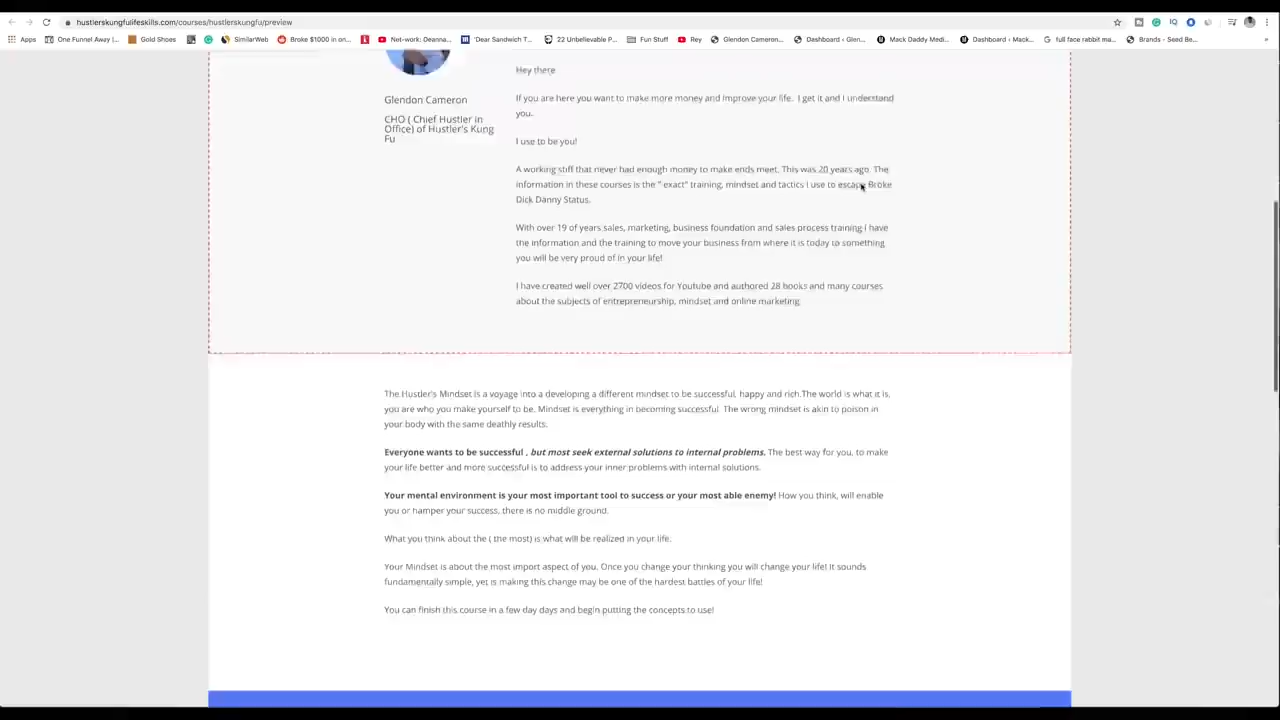 hustlerskungfulifeskills.com/courses/hustlerskungfu/preview
Apps
One Funnel Away |...
Gold Shoes
SimilarWeb
Broke $1000 in on...
Net-work: Deanna...
'Dear Sandwich T...
22 Unbelievable P...
Fun Stuff
Rey
Glendon Cameron...
Dashboard ‹ Glen...
Mack Daddy Medi...
Dashboard ‹ Mack...
full face rabbit ma...
Brands - Seed Be...
Glendon Cameron
CHO ( Chief Hustler in
Office) of Hustler's Kung
Fu
Hey there
If you are here you want to make more money and improve your life. I get it and I understand
you.
I use to be you!
A working stiff that never had enough money to make ends meet. This was 20 years ago. The
information in these courses is the " exact" training, mindset and tactics I use to escape Broke
Dick Danny Status.
With over 19 of years sales, marketing, business foundation and sales process training I have
the information and the training to move your business from where it is today to something
you will be very proud of in your life!
I have created well over 2700 videos for Youtube and authored 28 books and many courses
about the subjects of entrepreneurship, mindset and online marketing.
The Hustler's Mindset is a voyage into a developing a different mindset to be successful, happy and rich.The world is what it is,
you are who you make yourself to be. Mindset is everything in becoming successful. The wrong mindset is akin to poison in
your body with the same deathly results.
Everyone wants to be successful , but most seek external solutions to internal problems. The best way for you, to make
your life better and more successful is to address your inner problems with internal solutions.
Your mental environment is your most important tool to success or your most able enemy! How you think, will enable
you or hamper your success, there is no middle ground.
What you think about the ( the most) is what will be realized in your life.
Your Mindset is about the most import aspect of you. Once you change your thinking you will change your life! It sounds
fundamentally simple, yet is making this change may be one of the hardest battles of your life!
You can finish this course in a few day days and begin putting the concepts to use!